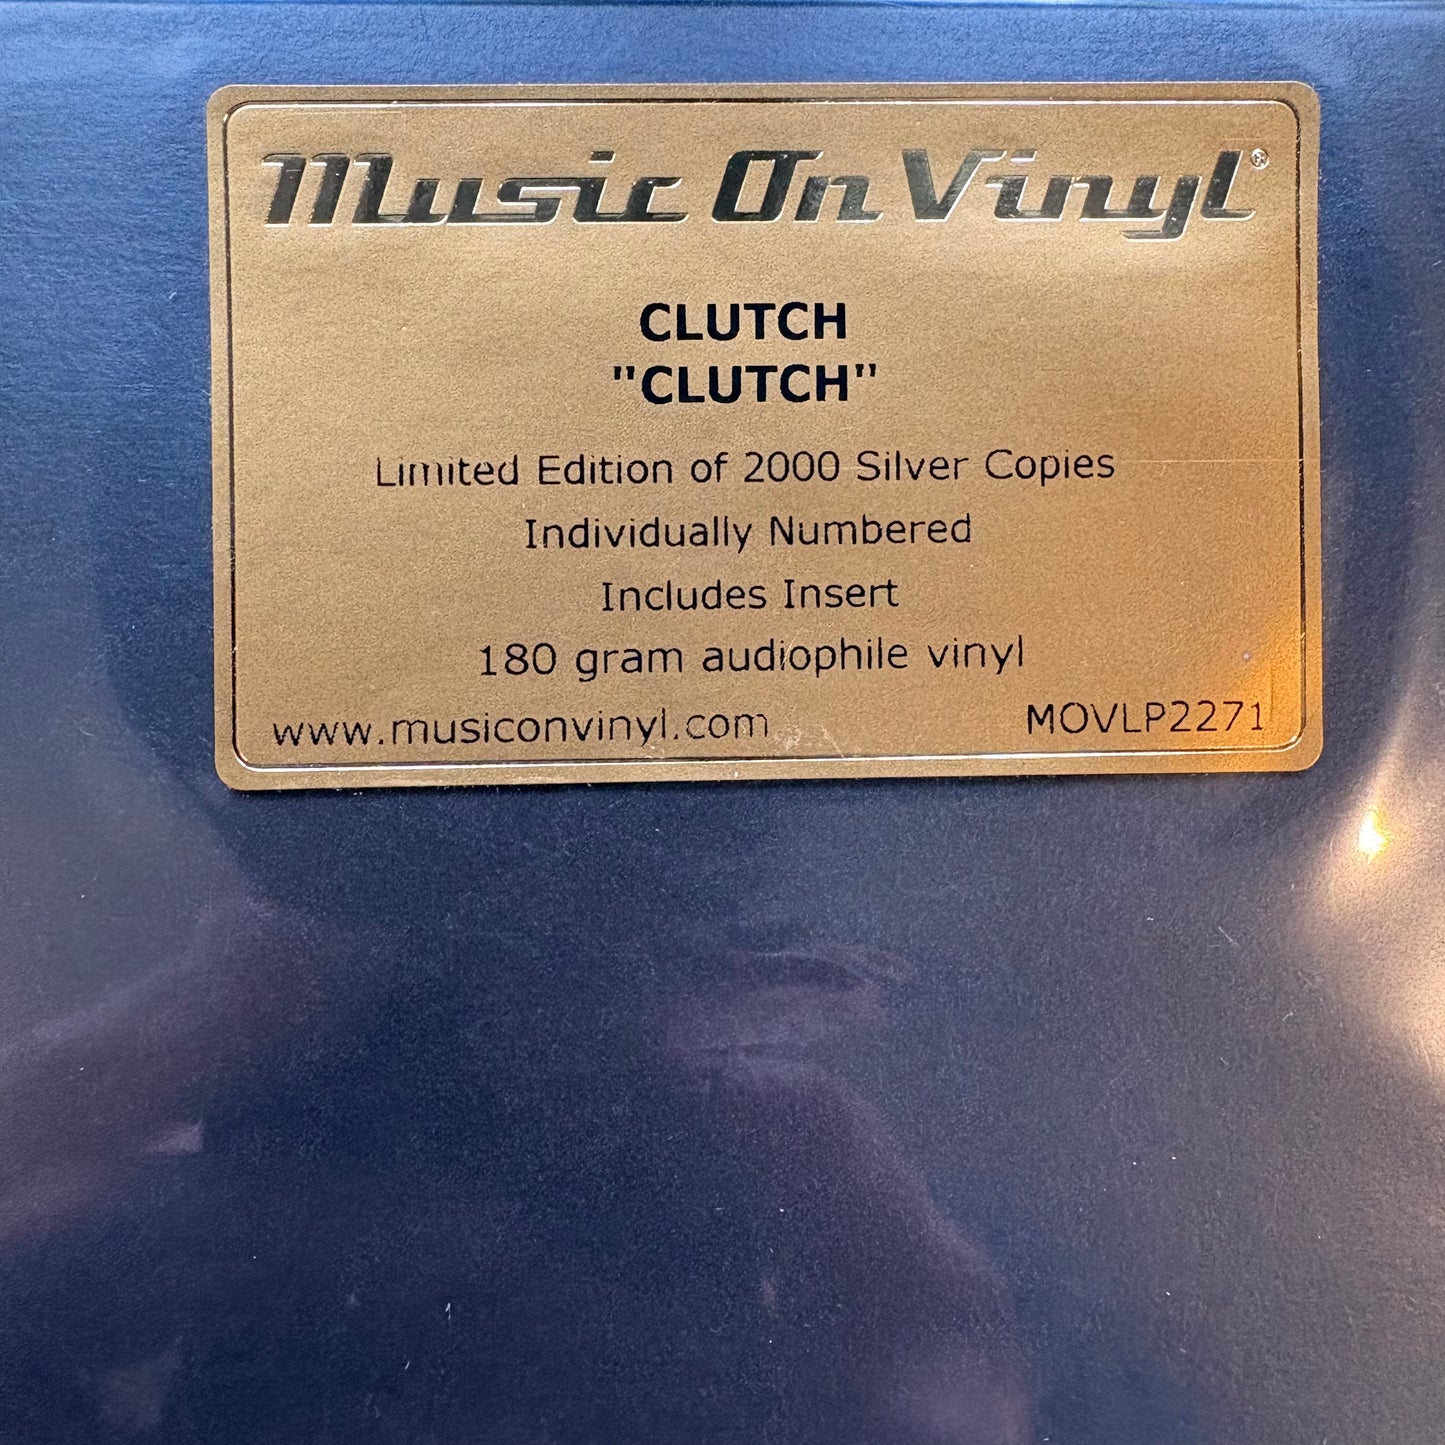 Music On Vinyl®
CLUTCH
"CLUTCH"
Limited Edition of 2000 Silver Copies
Individually Numbered
Includes Insert
180 gram audiophile vinyl
www.musiconvinyl.com MOVLP2271